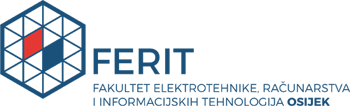 FERIT
FAKULTET ELEKTROTEHNIKE, RAČUNARSTVA
I INFORMACIJSKIH TEHNOLOGIJA OSIJEK